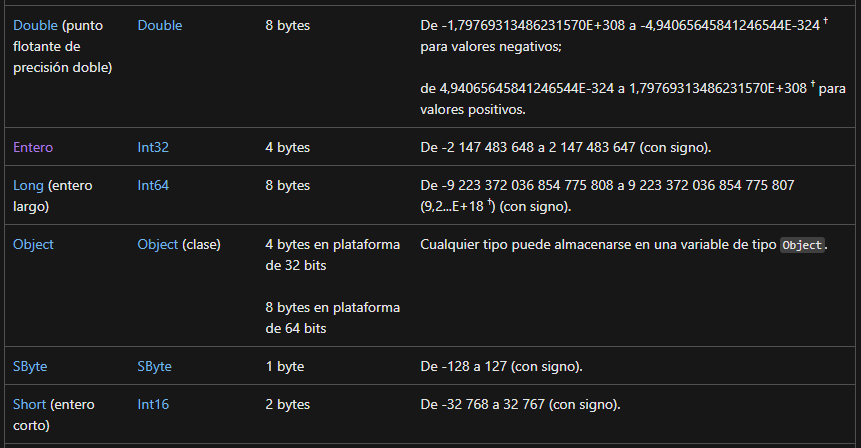 Double (punto flotante de precisión doble) Double 8 bytes De -1,79769313486231570E+308 a -4,94065645841246544E-324 † para valores negativos;
de 4,94065645841246544E-324 a 1,79769313486231570E+308 † para valores positivos.
Entero Int32 4 bytes De -2 147 483 648 a 2 147 483 647 (con signo).
Long (entero largo) Int64 8 bytes De -9 223 372 036 854 775 808 a 9 223 372 036 854 775 807 (9,2...E+18 †) (con signo).
Object Object (clase) 4 bytes en plataforma de 32 bits
8 bytes en plataforma de 64 bits
Cualquier tipo puede almacenarse en una variable de tipo Object.
SByte SByte 1 byte De -128 a 127 (con signo).
Short (entero corto) Int16 2 bytes De -32 768 a 32 767 (con signo).